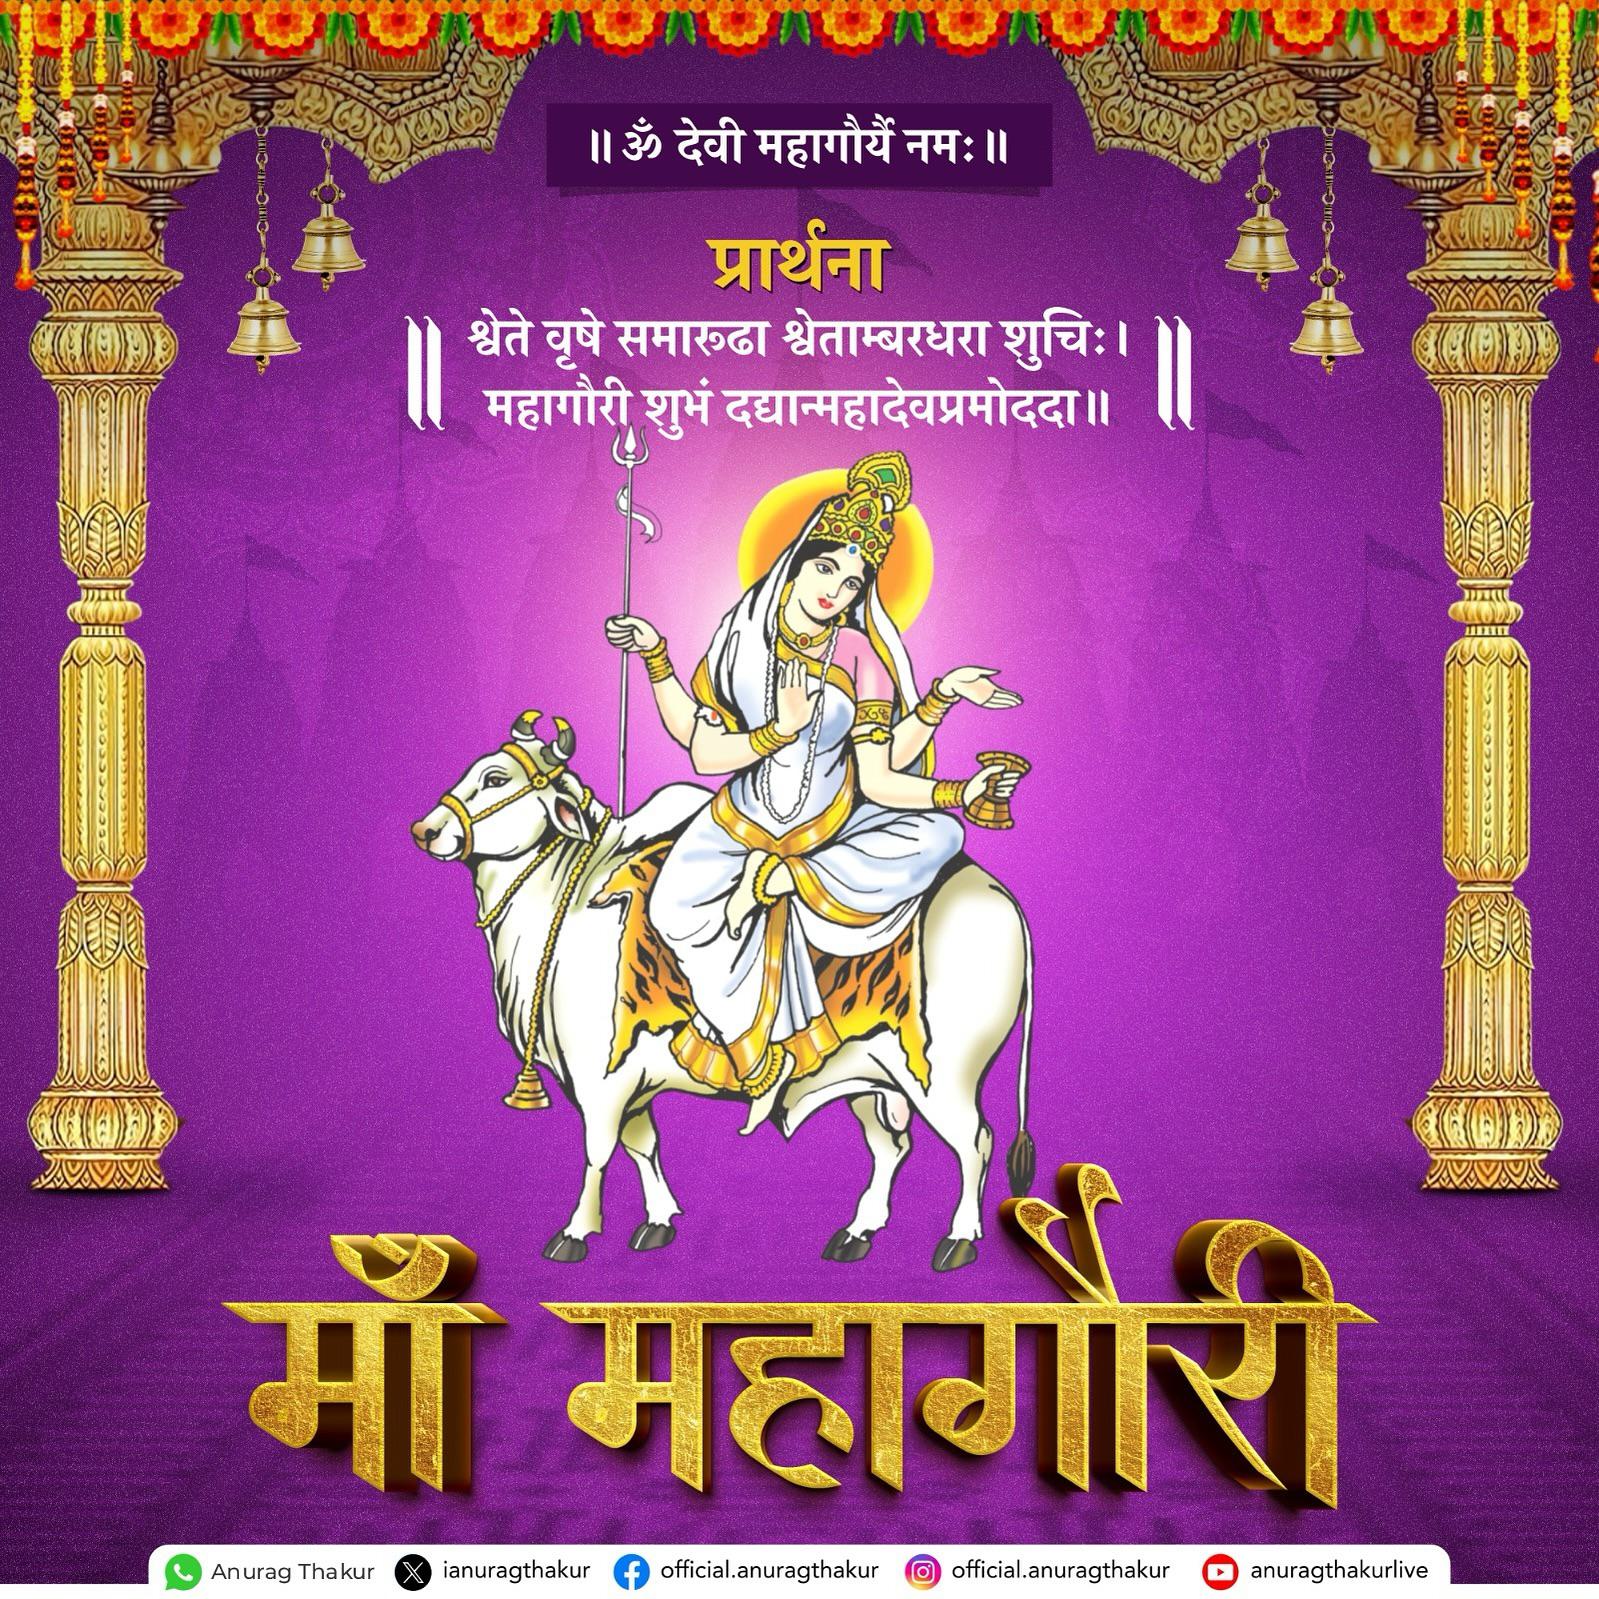 ॥ ॐ देवी महागौर्यै नमः॥
प्रार्थना
॥ श्वेते वृषे समारूढा श्वेताम्बरधरा शुचिः। ॥
महागौरी शुभं दद्यान्महादेवप्रमोददा॥
माँ महागौरी
Anurag Thakur ianuragthakur official.anuragthakur official.anuragthakur anuragthakurlive